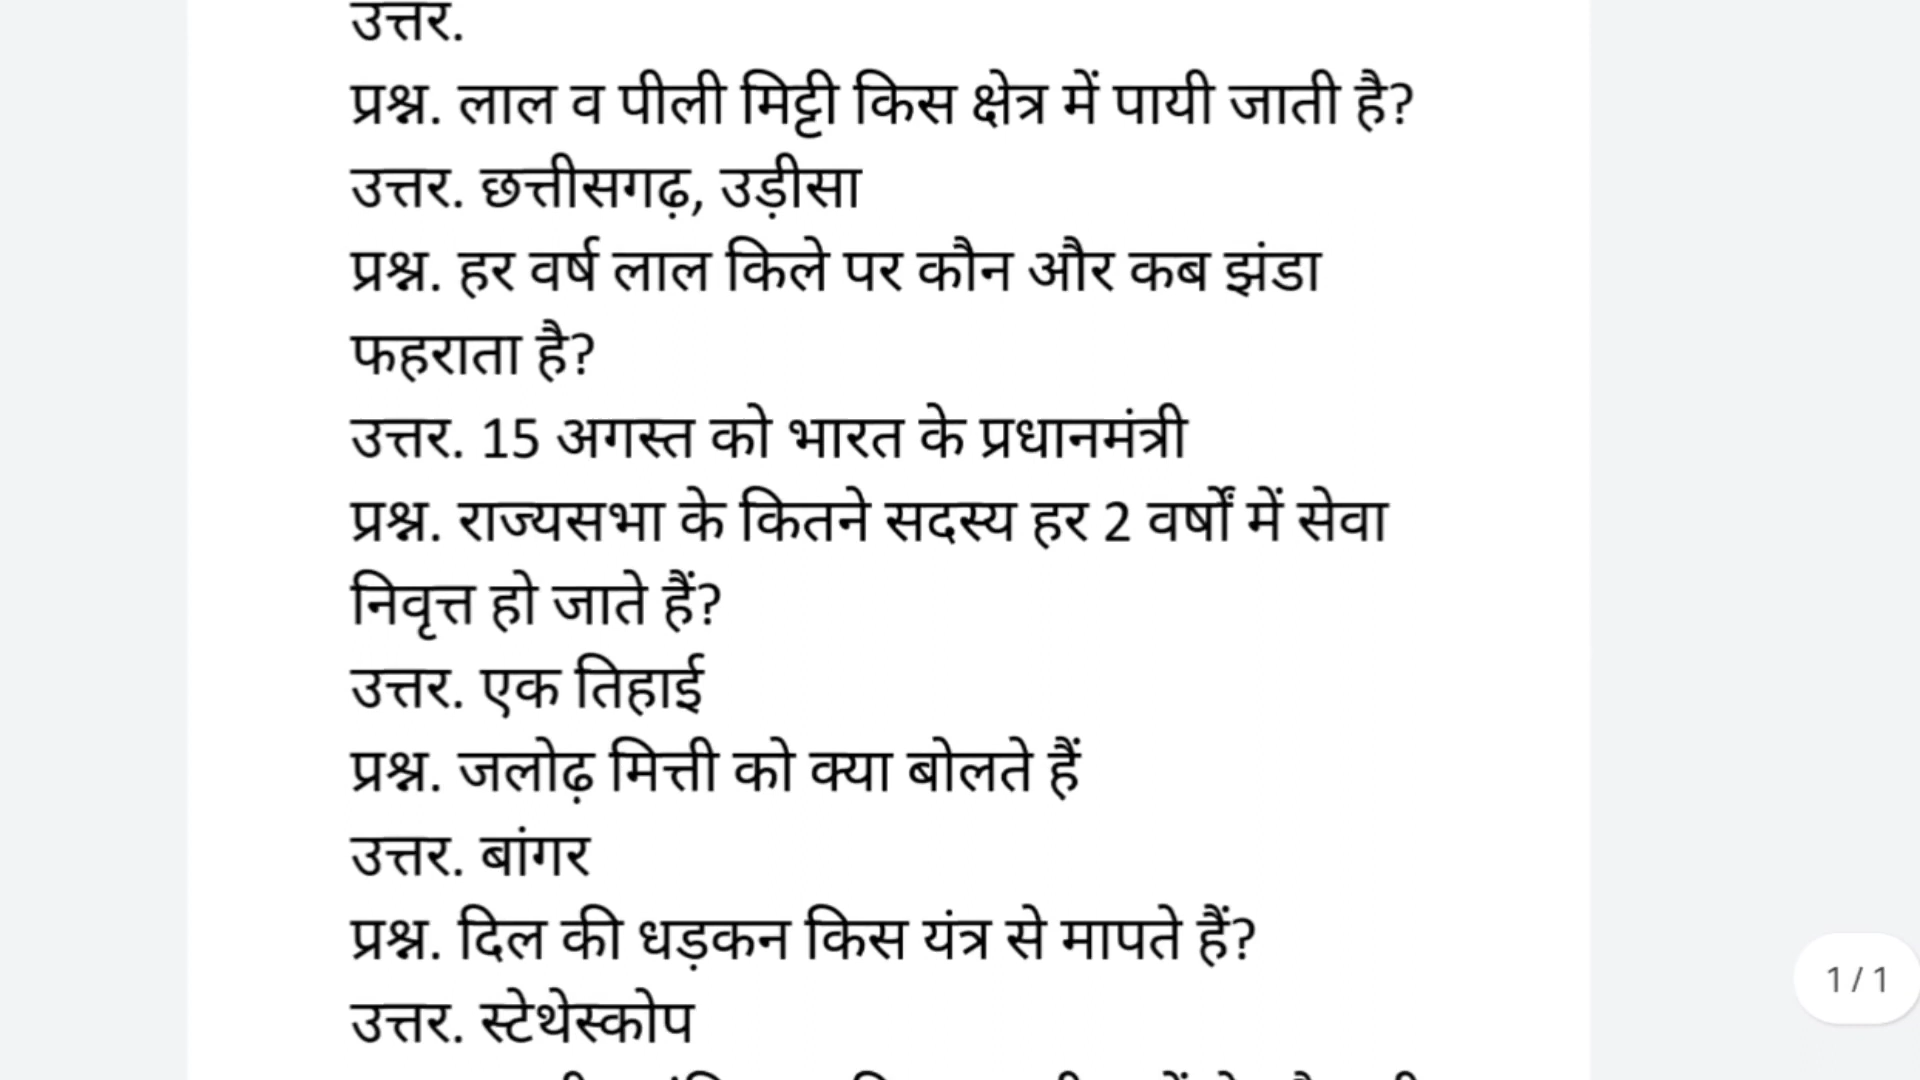 उत्तर.
प्रश्न. लाल व पीली मिट्टी किस क्षेत्र में पायी जाती है?
उत्तर. छत्तीसगढ़, उड़ीसा
प्रश्न. हर वर्ष लाल किले पर कौन और कब झंडा
फहराता है?
उत्तर. 15 अगस्त को भारत के प्रधानमंत्री
प्रश्न. राज्यसभा के कितने सदस्य हर 2 वर्षों में सेवा
निवृत्त हो जाते हैं?
उत्तर. एक तिहाई
प्रश्न. जलोढ़ मित्ती को क्या बोलते हैं
उत्तर. बांगर
प्रश्न. दिल की धड़कन किस यंत्र से मापते हैं?
उत्तर. स्टेथेस्कोप
1 / 1